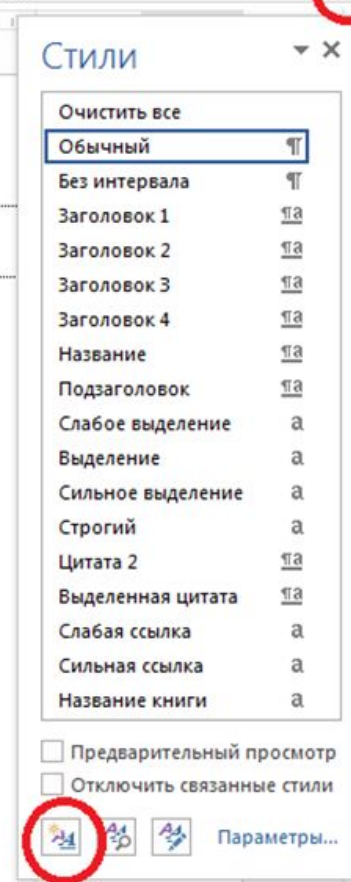 Стили
Очистить все
Обычный ¶
Без интервала ¶
Заголовок 1 ¶a
Заголовок 2 ¶a
Заголовок 3 ¶a
Заголовок 4 ¶a
Название ¶a
Подзаголовок ¶a
Слабое выделение a
Выделение a
Сильное выделение a
Строгий a
Цитата 2 ¶a
Выделенная цитата ¶a
Слабая ссылка a
Сильная ссылка a
Название книги a
Предварительный просмотр
Отключить связанные стили
Параметры...